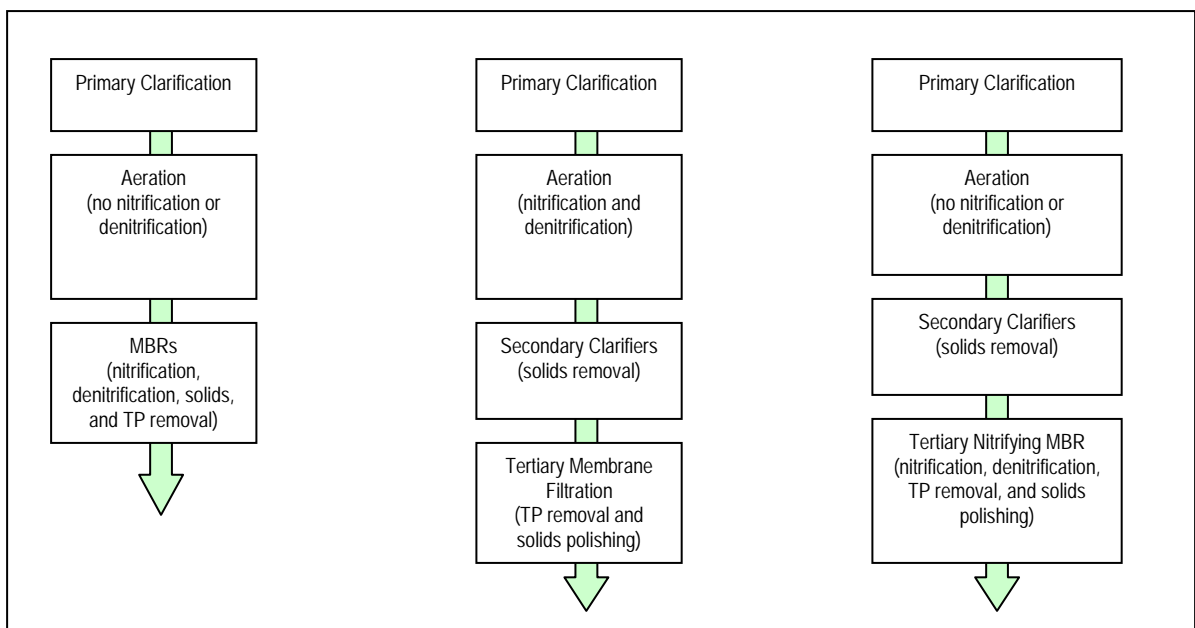 Primary Clarification
Aeration
(no nitrification or
denitrification)
MBRs
(nitrification,
denitrification, solids,
and TP removal)
Primary Clarification
Aeration
(nitrification and
denitrification)
Secondary Clarifiers
(solids removal)
Tertiary Membrane
Filtration
(TP removal and
solids polishing)
Primary Clarification
Aeration
(no nitrification or
denitrification)
Secondary Clarifiers
(solids removal)
Tertiary Nitrifying MBR
(nitrification, denitrification,
TP removal, and solids
polishing)